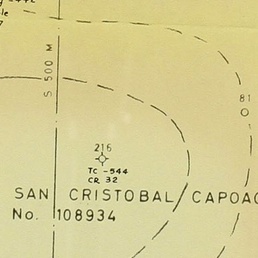 S 500 M
81
216
TC -544
CR 32
SAN CRISTOBAL CAPOAC
No. 108934